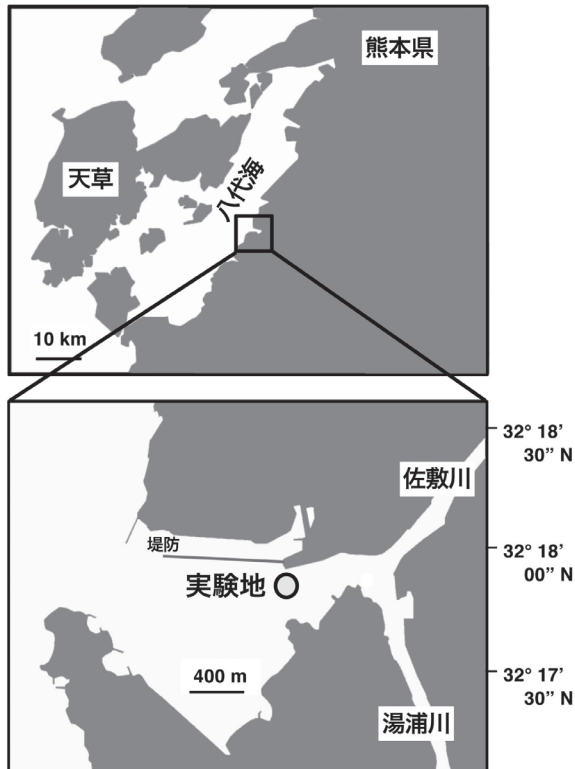 熊本県
天草
八代海
10 km
32° 18’
30” N
佐敷川
堤防
32° 18’
00” N
実験地
400 m
32° 17’
30” N
湯浦川